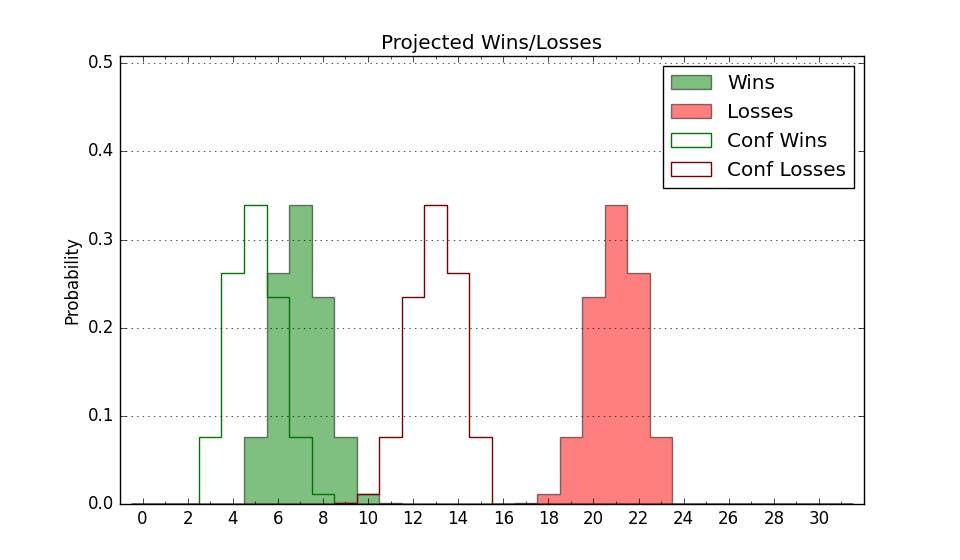 Projected Wins/Losses
0.5
0.4
0.3
0.2
0.1
0.0
Probability
Wins
Losses
Conf Wins
Conf Losses
0 2 4 6 8 10 12 14 16 18 20 22 24 26 28 30